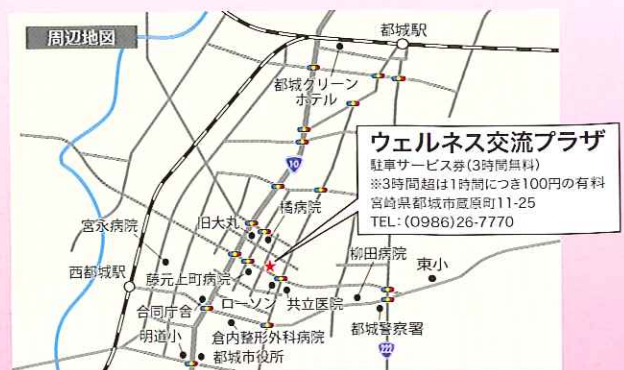 周辺地図
都城駅
都城グリーン
ホテル
10
ウェルネス交流プラザ
駐車サービス券(3時間無料)
※3時間超は1時間につき100円の有料
宮崎県都城市蔵原町11-25
TEL:(0986)26-7770
橘病院
旧大丸
宮永病院
柳田病院
東小
西都城駅
藤元上町病院
ローソン
共立医院
合同庁舎
倉内整形外科病院
都城警察署
明道小
都城市役所
222